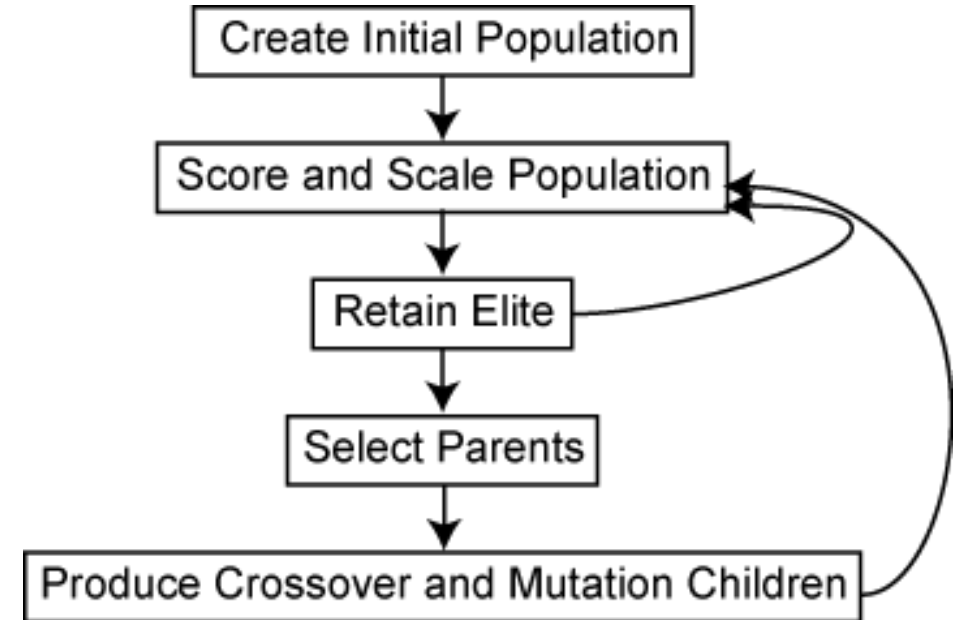 Create Initial Population
Score and Scale Population
Retain Elite
Select Parents
Produce Crossover and Mutation Children